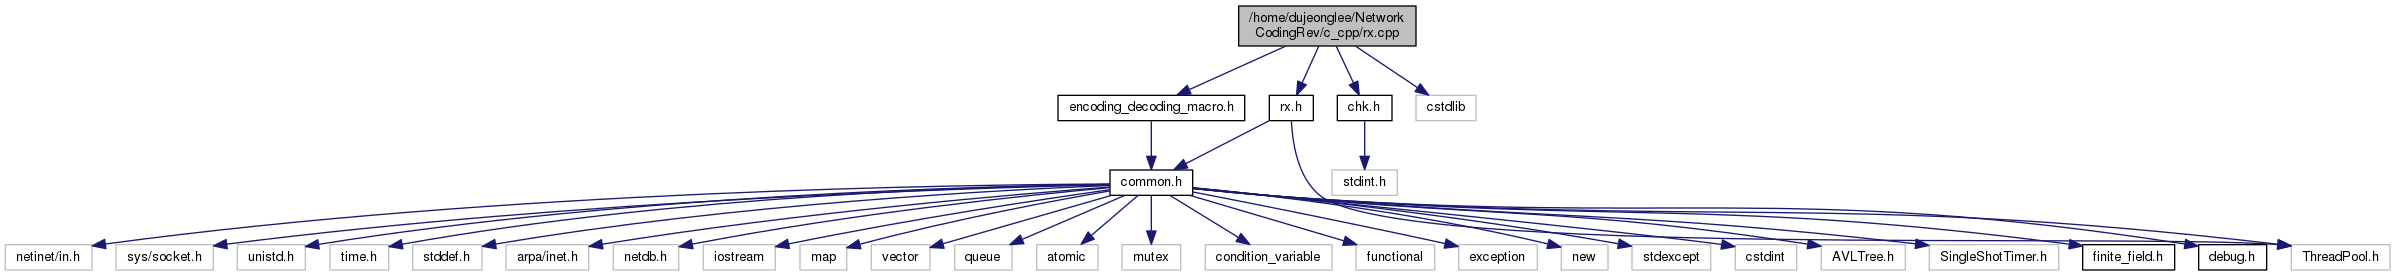 /home/dujeonglee/Network
CodingRev/c_cpp/rx.cpp
encoding_decoding_macro.h
rx.h
chk.h
cstdlib
common.h
stdint.h
netinet/in.h
sys/socket.h
unistd.h
time.h
stddef.h
arpa/inet.h
netdb.h
iostream
map
vector
queue
atomic
mutex
condition_variable
functional
exception
new
stdexcept
cstdint
AVLTree.h
SingleShotTimer.h
finite_field.h
debug.h
ThreadPool.h